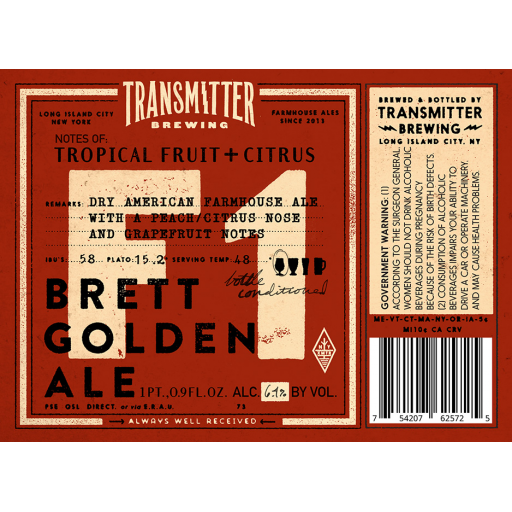 TRANSMITTER
BREWING
LONG ISLAND CITY
NEW YORK
FARMHOUSE ALES
SINCE 2013
NOTES OF:
TROPICAL FRUIT + CITRUS
F1
REMARKS: DRY AMERICAN FARMHOUSE ALE
WITH A PEACH/CITRUS NOSE
AND GRAPEFRUIT NOTES
IBU'S: 58 PLATO: 15.2° SERVING TEMP: 48
bottle
conditioned
BRETT
GOLDEN
ALE
1 PT., 0.9 FL. OZ. ALC. 6.1% BY VOL.
PSE QSL DIRECT. or via B.R.A.U. F5
ALWAYS WELL RECEIVED
BREWED & BOTTLED BY
TRANSMITTER
BREWING
LONG ISLAND CITY, NY
GOVERNMENT WARNING: (1)
ACCORDING TO THE SURGEON GENERAL,
WOMEN SHOULD NOT DRINK ALCOHOLIC
BEVERAGES DURING PREGNANCY
BECAUSE OF THE RISK OF BIRTH DEFECTS.
(2) CONSUMPTION OF ALCOHOLIC
BEVERAGES IMPAIRS YOUR ABILITY TO
DRIVE A CAR OR OPERATE MACHINERY,
AND MAY CAUSE HEALTH PROBLEMS.
ME-VT-CT-MA-NY-OR-IA-5¢
MI10¢ CA CRV
7 54207 62572 5